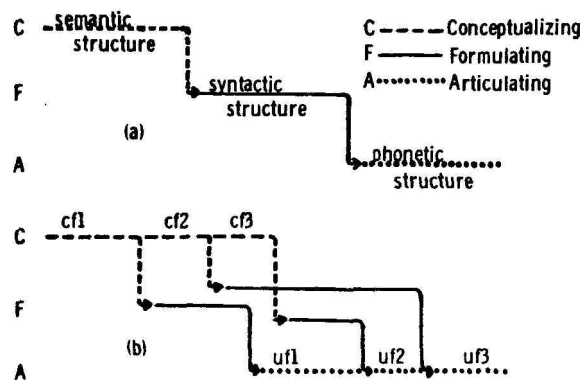 C semantic structure
C Conceptualizing
F Formulating
A Articulating
F syntactic structure
(a)
A phonetic structure
cf1 cf2 cf3
C
F
(b)
A uf1 uf2 uf3